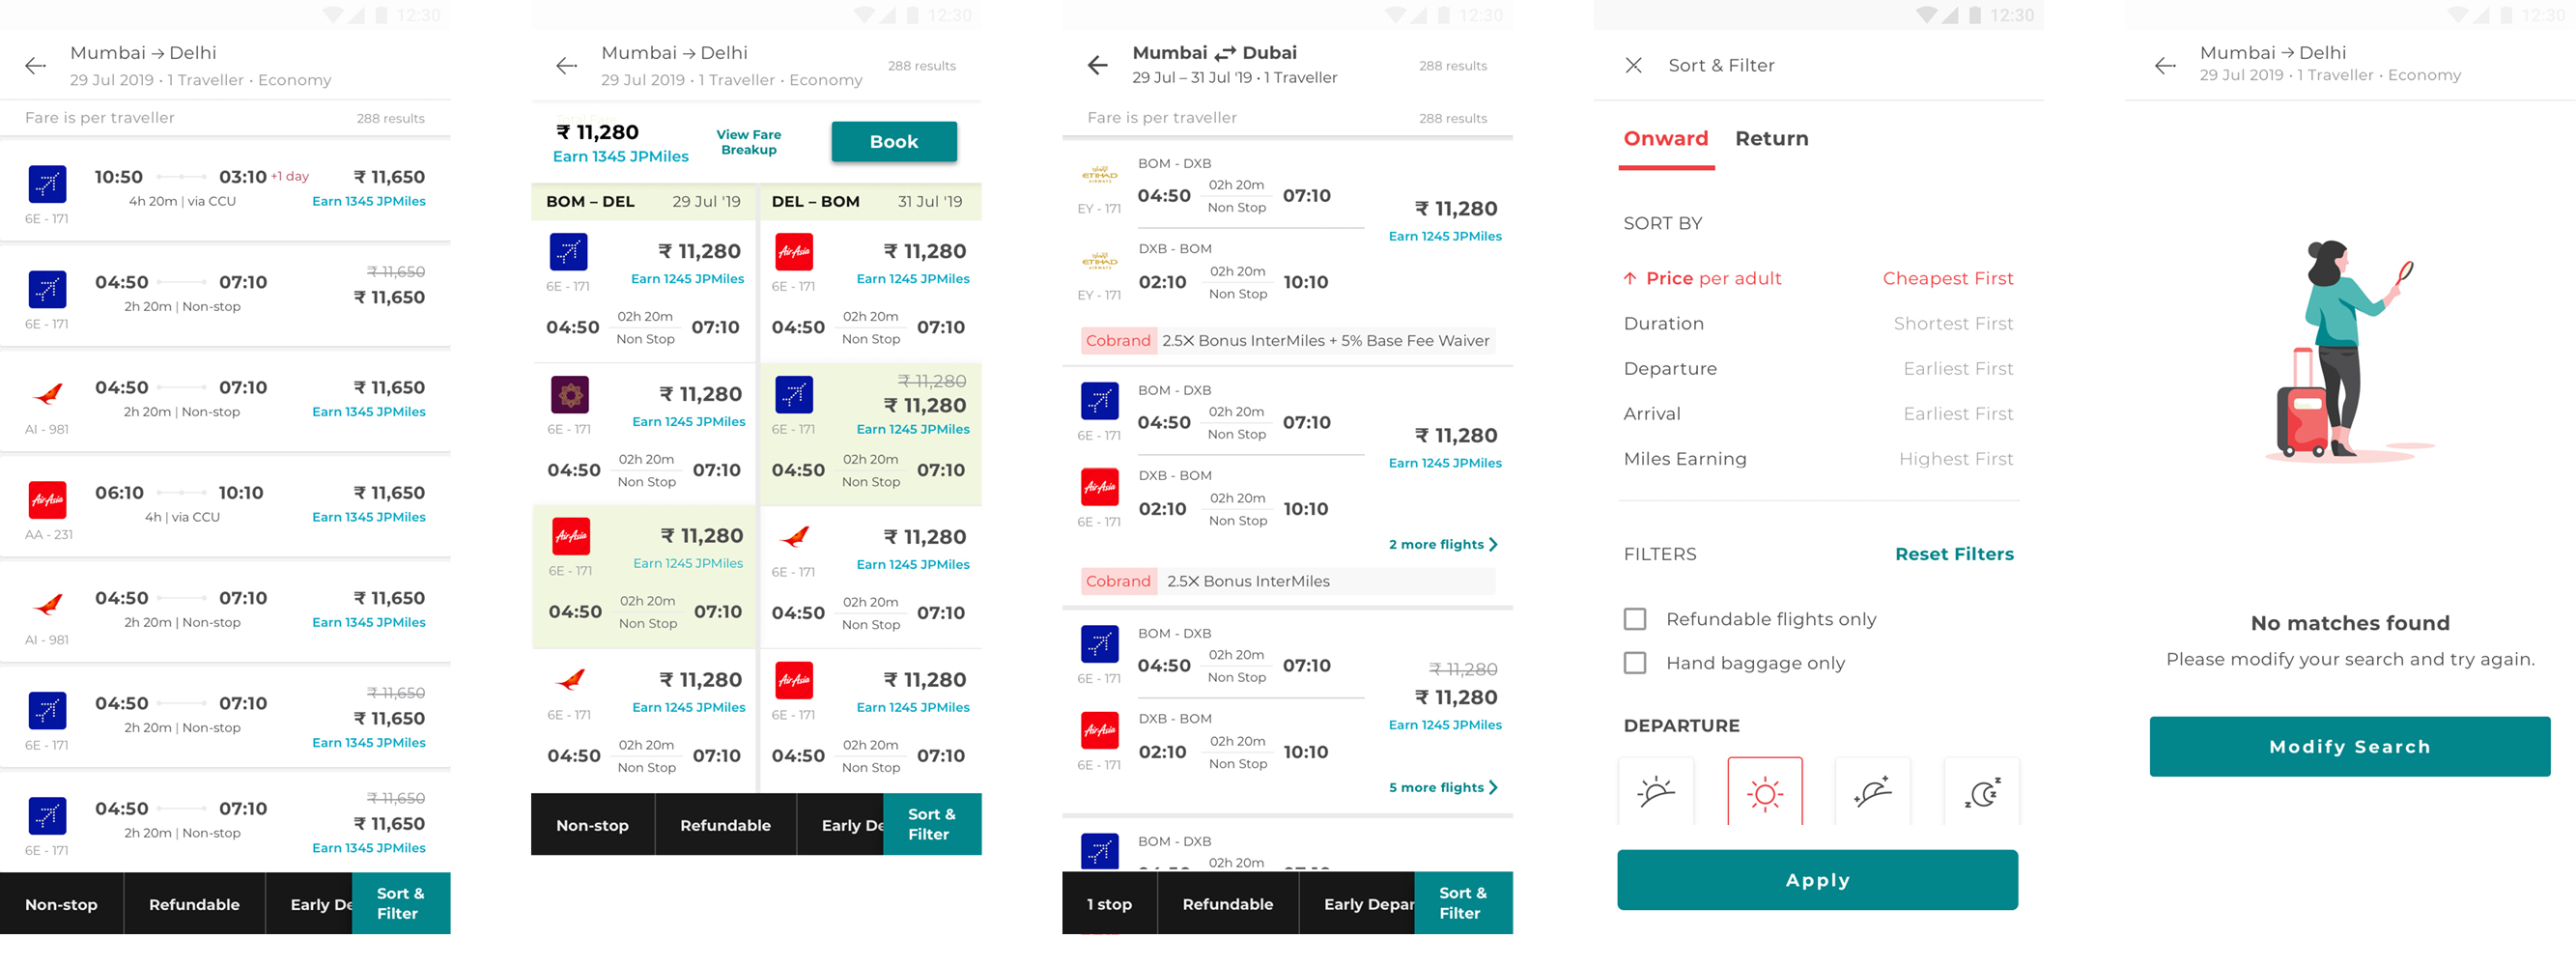 12:30
Mumbai → Delhi
29 Jul 2019 • 1 Traveller • Economy
Fare is per traveller 288 results
10:50 03:10 +1 day ₹ 11,650
4h 20m | via CCU Earn 1345 JPMiles
6E - 171
₹ 11,650
04:50 07:10 ₹ 11,650
2h 20m | Non-stop
6E - 171
04:50 07:10 ₹ 11,650
2h 20m | Non-stop Earn 1345 JPMiles
AI - 981
AirAsia 06:10 10:10 ₹ 11,650
4h | via CCU Earn 1345 JPMiles
AA - 231
04:50 07:10 ₹ 11,650
2h 20m | Non-stop Earn 1345 JPMiles
AI - 981
₹ 11,650
04:50 07:10 ₹ 11,650
2h 20m | Non-stop Earn 1345 JPMiles
6E - 171
₹ 11,650
04:50 07:10 ₹ 11,650
2h 20m | Non-stop Earn 1345 JPMiles
6E - 171
Non-stop Refundable Early De Sort &
Filter
12:30
Mumbai → Delhi
29 Jul 2019 • 1 Traveller • Economy 288 results
₹ 11,280 View Fare
Breakup Book
Earn 1345 JPMiles
BOM – DEL 29 Jul '19 DEL – BOM 31 Jul '19
₹ 11,280 AirAsia ₹ 11,280
Earn 1245 JPMiles Earn 1245 JPMiles
6E - 171 6E - 171
04:50 02h 20m 07:10 04:50 02h 20m 07:10
Non Stop Non Stop
₹ 11,280
₹ 11,280 ₹ 11,280
Earn 1245 JPMiles Earn 1245 JPMiles
6E - 171 6E - 171
04:50 02h 20m 07:10 04:50 02h 20m 07:10
Non Stop Non Stop
AirAsia ₹ 11,280 ₹ 11,280
Earn 1245 JPMiles Earn 1245 JPMiles
6E - 171 6E - 171
04:50 02h 20m 07:10 04:50 02h 20m 07:10
Non Stop Non Stop
₹ 11,280 AirAsia ₹ 11,280
Earn 1245 JPMiles Earn 1245 JPMiles
6E - 171 6E - 171
04:50 02h 20m 07:10 04:50 02h 20m 07:10
Non Stop Non Stop
Non-stop Refundable Early De Sort &
Filter
12:30
Mumbai ⇄ Dubai
29 Jul – 31 Jul '19 • 1 Traveller 288 results
Fare is per traveller 288 results
BOM - DXB
ETIHAD AIRWAYS 04:50 02h 20m 07:10
EY - 171 Non Stop ₹ 11,280
Earn 1245 JPMiles
DXB - BOM
ETIHAD AIRWAYS 02:10 02h 20m 10:10
EY - 171 Non Stop
Cobrand 2.5X Bonus InterMiles + 5% Base Fee Waiver
BOM - DXB
04:50 02h 20m 07:10
6E - 171 Non Stop ₹ 11,280
Earn 1245 JPMiles
DXB - BOM
AirAsia 02:10 02h 20m 10:10
6E - 171 Non Stop
2 more flights
Cobrand 2.5X Bonus InterMiles
BOM - DXB
04:50 02h 20m 07:10 ₹ 11,280
6E - 171 Non Stop ₹ 11,280
Earn 1245 JPMiles
DXB - BOM
AirAsia 02:10 02h 20m 10:10
6E - 171 Non Stop
5 more flights
BOM - DXB
02h 20m
1 stop Refundable Early Depar Sort &
Filter
12:30
Sort & Filter
Onward Return
SORT BY
↑ Price per adult Cheapest First
Duration Shortest First
Departure Earliest First
Arrival Earliest First
Miles Earning Highest First
FILTERS Reset Filters
Refundable flights only
Hand baggage only
DEPARTURE
z z z
Apply
12:30
Mumbai → Delhi
29 Jul 2019 • 1 Traveller • Economy
No matches found
Please modify your search and try again.
Modify Search